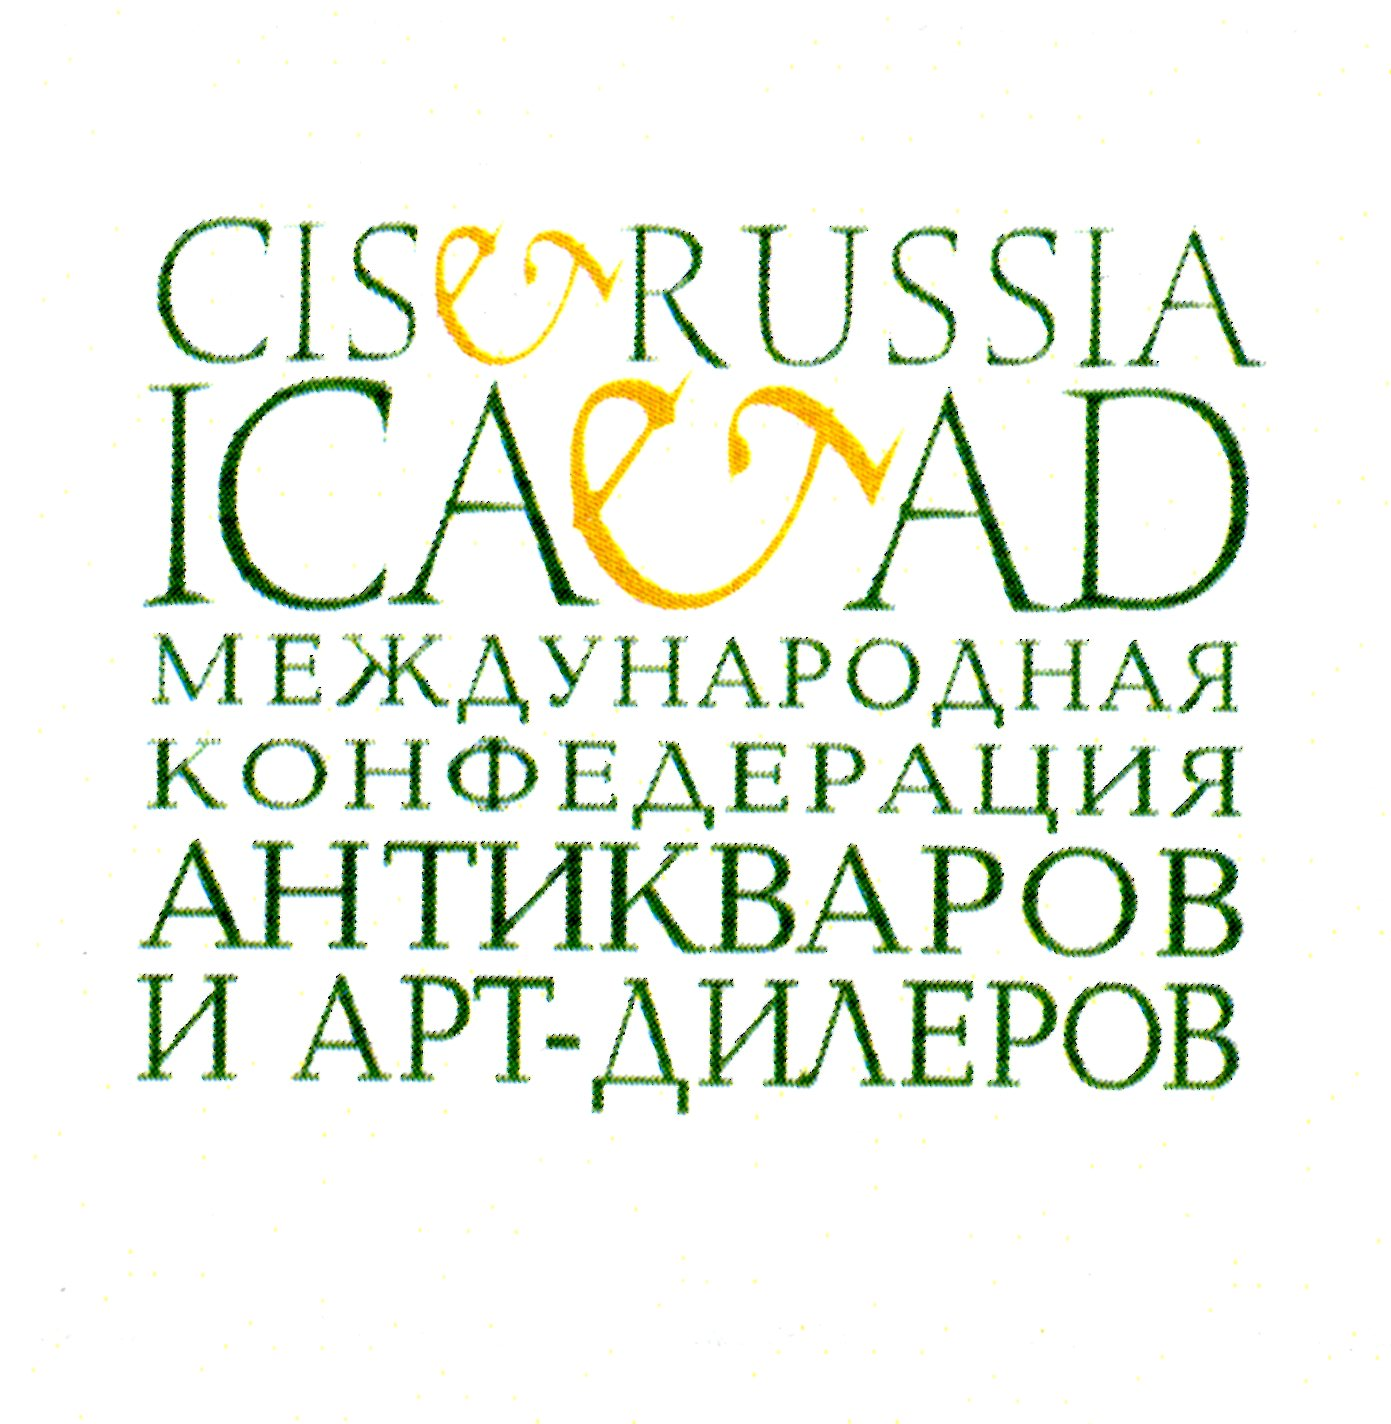 CIS&RUSSIA
ICA&AD
МЕЖДУНАРОДНАЯ
КОНФЕДЕРАЦИЯ
АНТИКВАРОВ
И АРТ-ДИЛЕРОВ